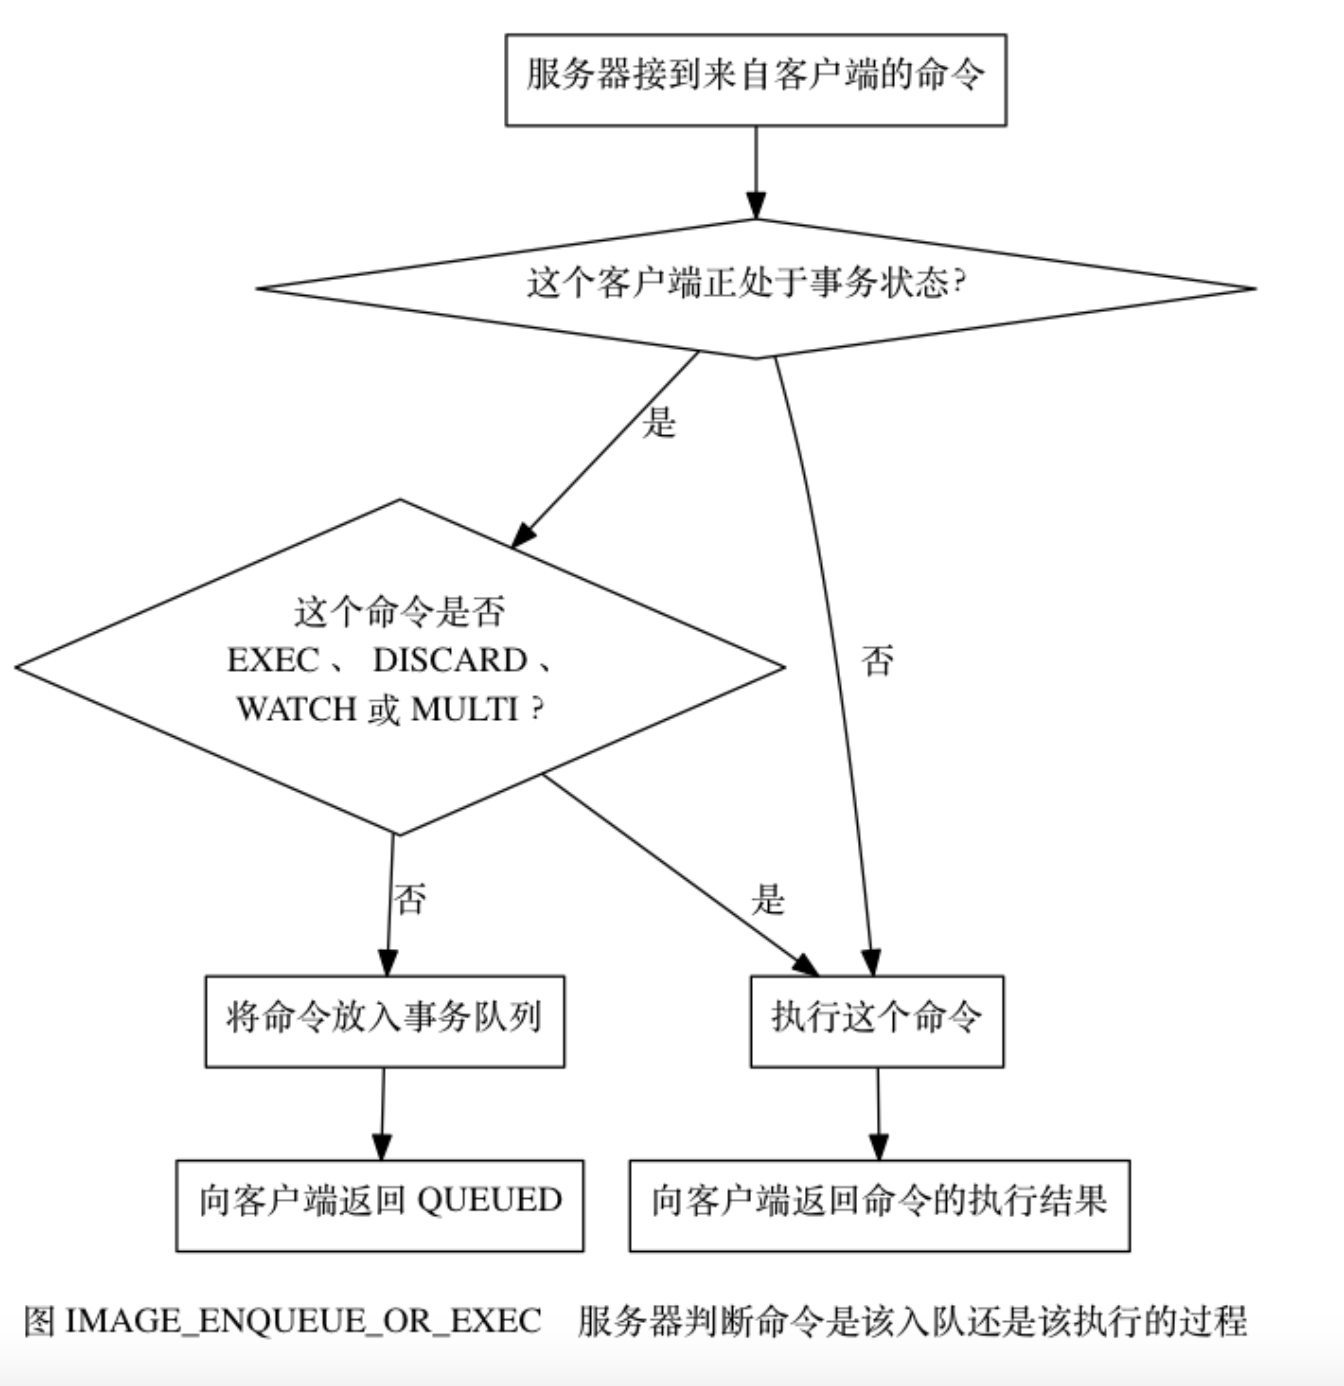 服务器接到来自客户端的命令
这个客户端正处于事务状态?
是
这个命令是否
EXEC 、 DISCARD 、
WATCH 或 MULTI ?
否
否
是
将命令放入事务队列
执行这个命令
向客户端返回 QUEUED
向客户端返回命令的执行结果
图 IMAGE_ENQUEUE_OR_EXEC 服务器判断命令是该入队还是该执行的过程